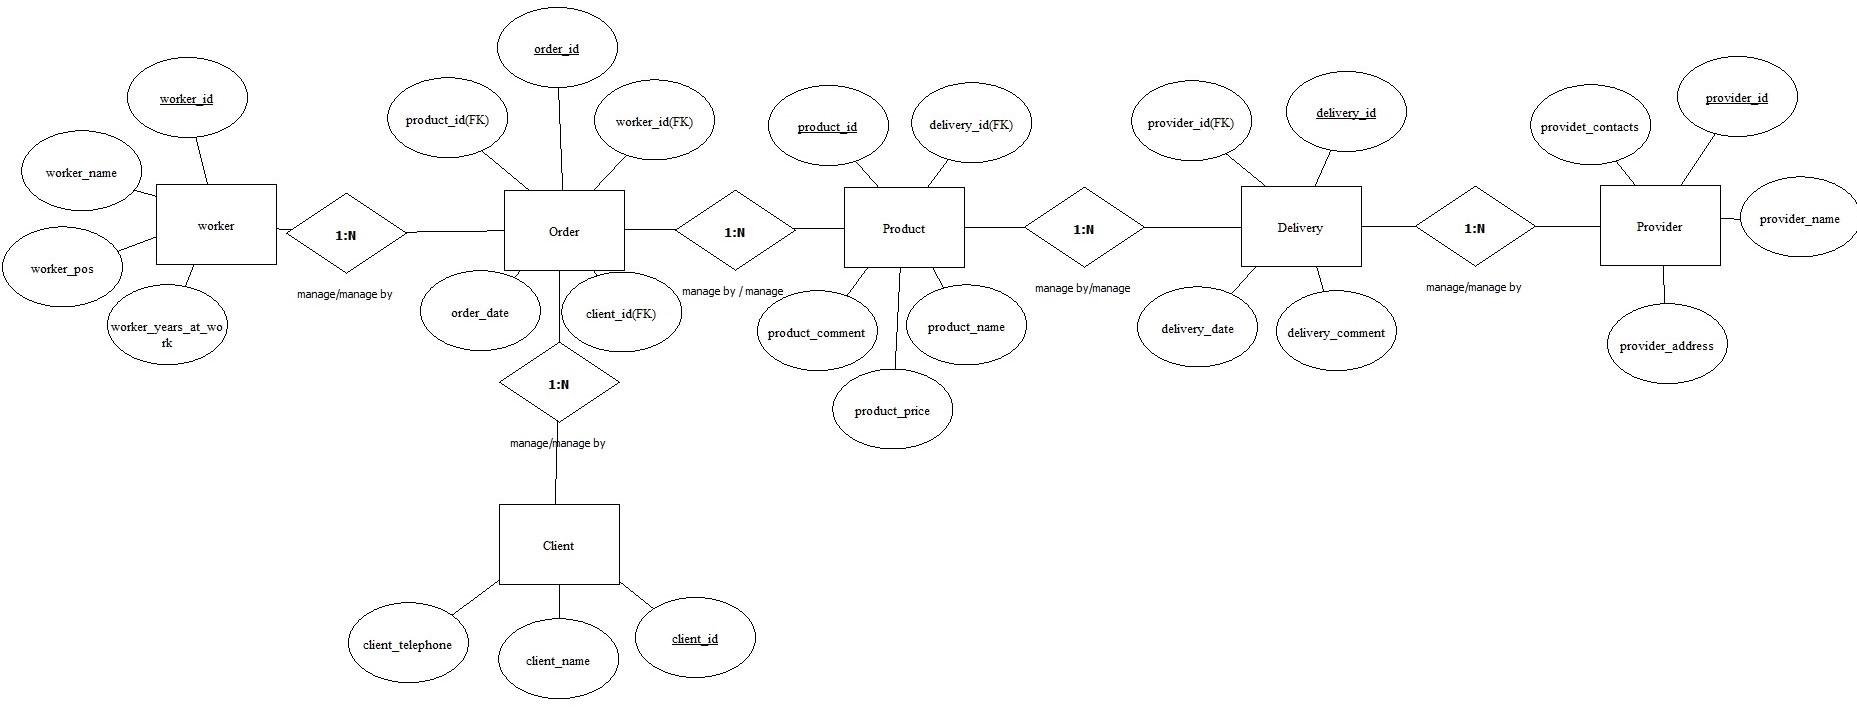 order_id
worker_id
product_id(FK)
worker_id(FK)
product_id
delivery_id(FK)
provider_id(FK)
delivery_id
providet_contacts
provider_id
worker_name
worker
1:N
Order
1:N
Product
1:N
Delivery
1:N
Provider
provider_name
worker_pos
manage/manage by
manage by / manage
manage by/manage
manage/manage by
order_date
client_id(FK)
worker_years_at_wo
rk
product_comment
product_name
delivery_date
delivery_comment
provider_address
1:N
product_price
manage/manage by
Client
client_telephone
client_name
client_id